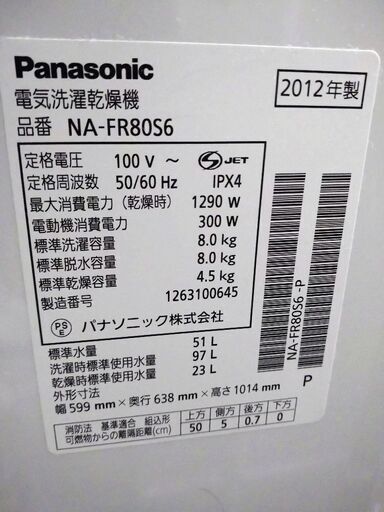 Panasonic
2012年製
電気洗濯乾燥機
品番 NA-FR80S6
定格電圧 100 V ～ S JET
定格周波数 50/60 Hz IPX4
最大消費電力（乾燥時） 1290 W
電動機消費電力 300 W
標準洗濯容量 8.0 kg
標準脱水容量 8.0 kg
標準乾燥容量 4.5 kg
製造番号 1263100645
PSE パナソニック株式会社
標準水量 51 L
洗濯時標準使用水量 97 L
乾燥時標準使用水量 23 L
外形寸法
幅 599 mm×奥行 638 mm×高さ 1014 mm
消防法 基準適合 組込形
可燃物からの離隔距離(cm)
上方 側方 後方 下方
50 5 0.7 0
NA-FR80S6 -P
P